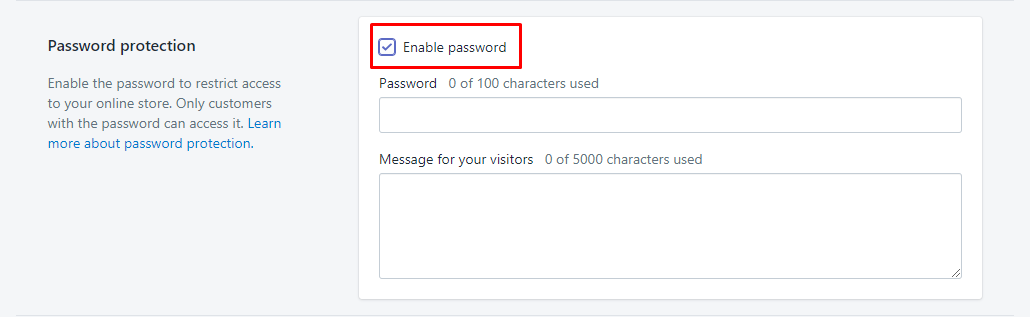 Password protection
Enable the password to restrict access
to your online store. Only customers
with the password can access it. Learn
more about password protection.
Enable password
Password 0 of 100 characters used
Message for your visitors 0 of 5000 characters used